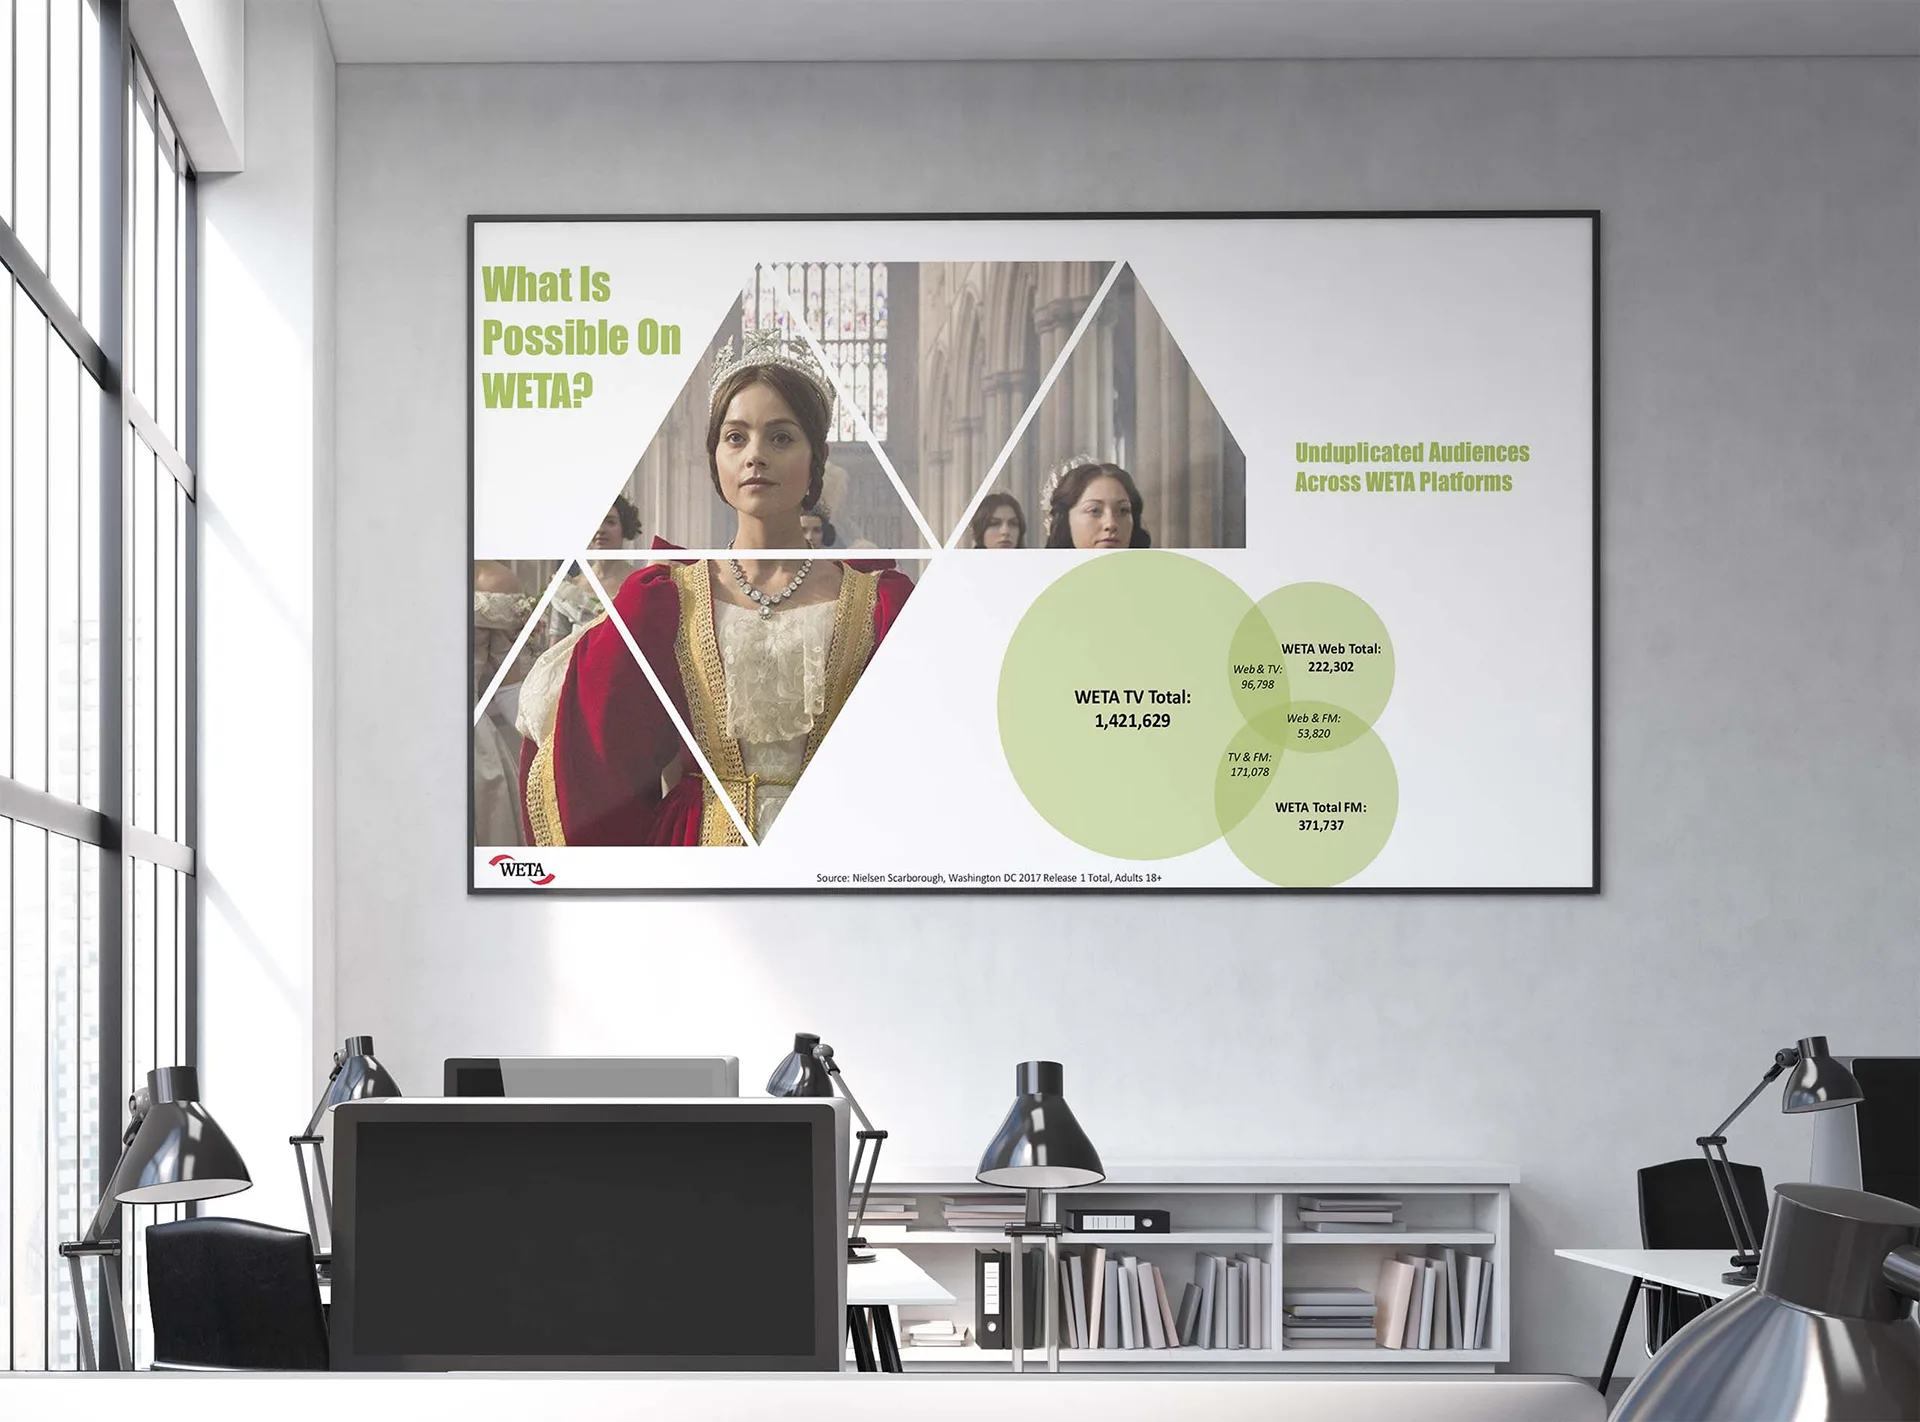 What Is
Possible On
WETA?
Unduplicated Audiences
Across WETA Platforms
WETA TV Total:
1,421,629
WETA Web Total:
222,302
Web & TV:
96,798
Web & FM:
53,820
TV & FM:
171,078
WETA Total FM:
371,737
WETA
Source: Nielsen Scarborough, Washington DC 2017 Release 1 Total, Adults 18+